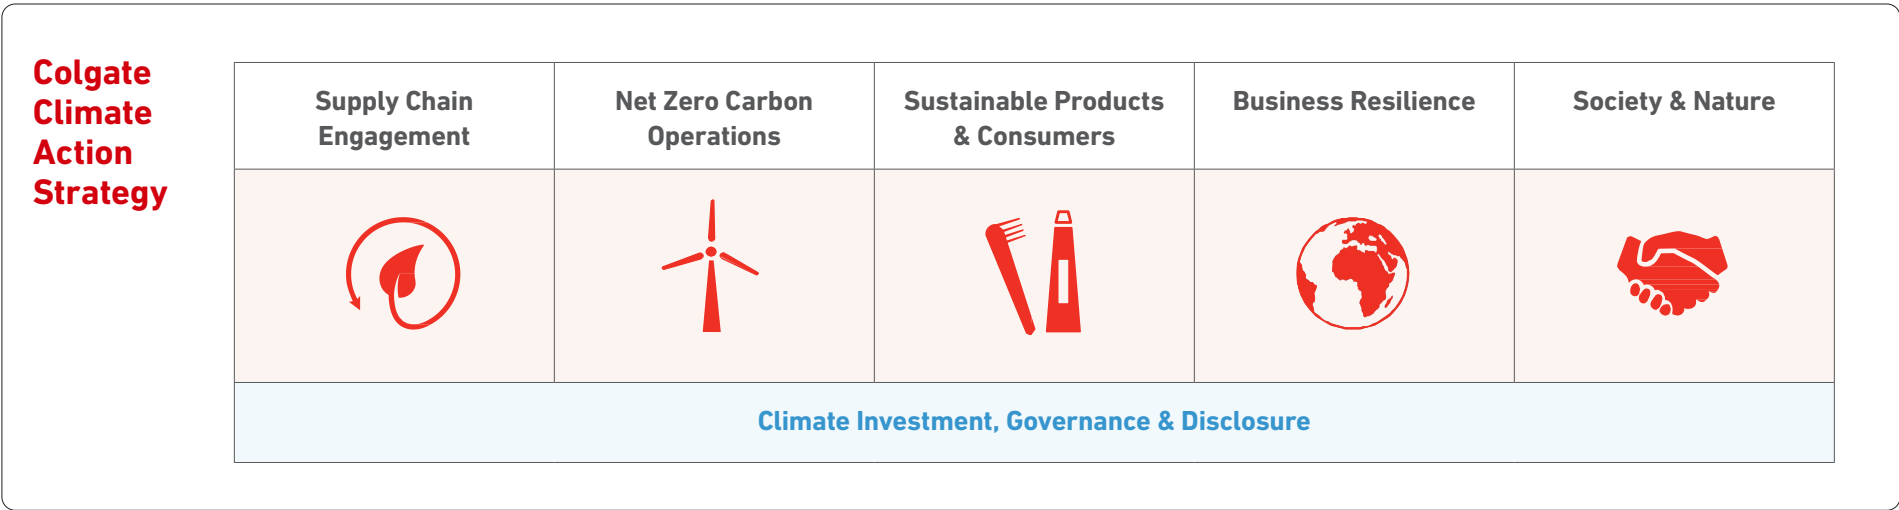 Colgate
Climate
Action
Strategy
Supply Chain
Engagement
Net Zero Carbon
Operations
Sustainable Products
& Consumers
Business Resilience
Society & Nature
Climate Investment, Governance & Disclosure